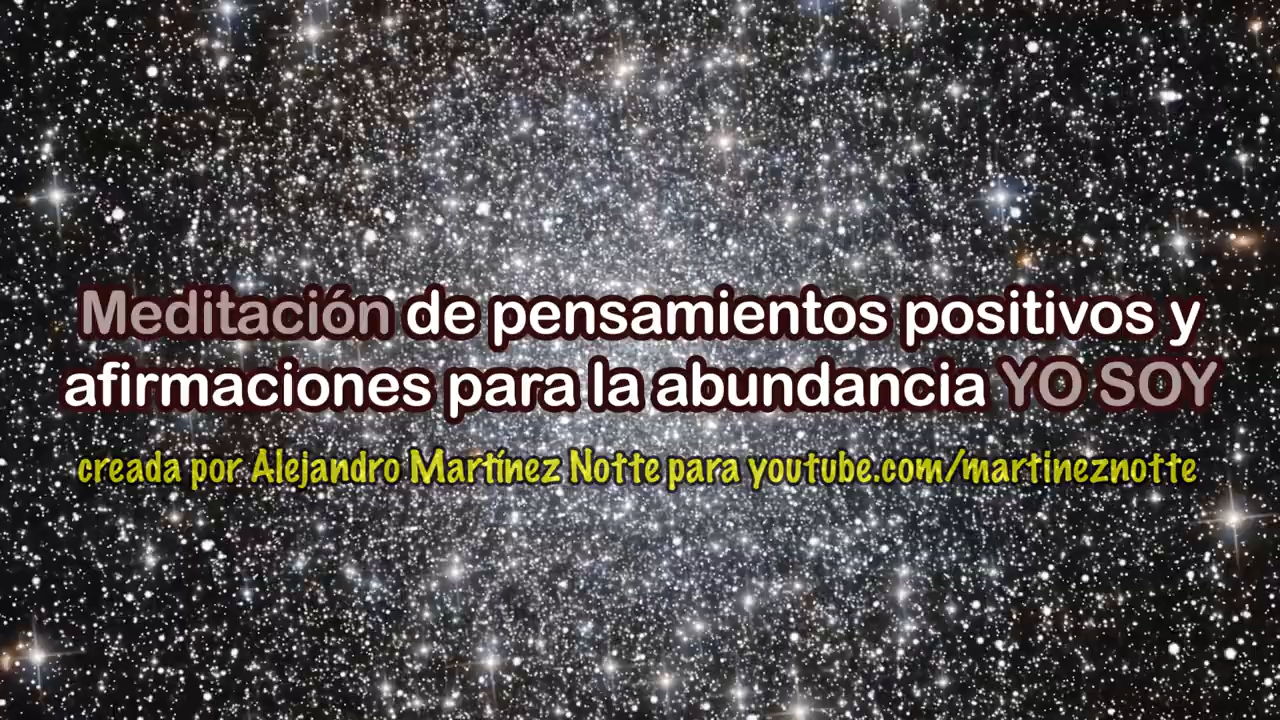 Meditación de pensamientos positivos y
afirmaciones para la abundancia YO SOY
creada por Alejandro Martínez Notte para youtube.com/martineznotte